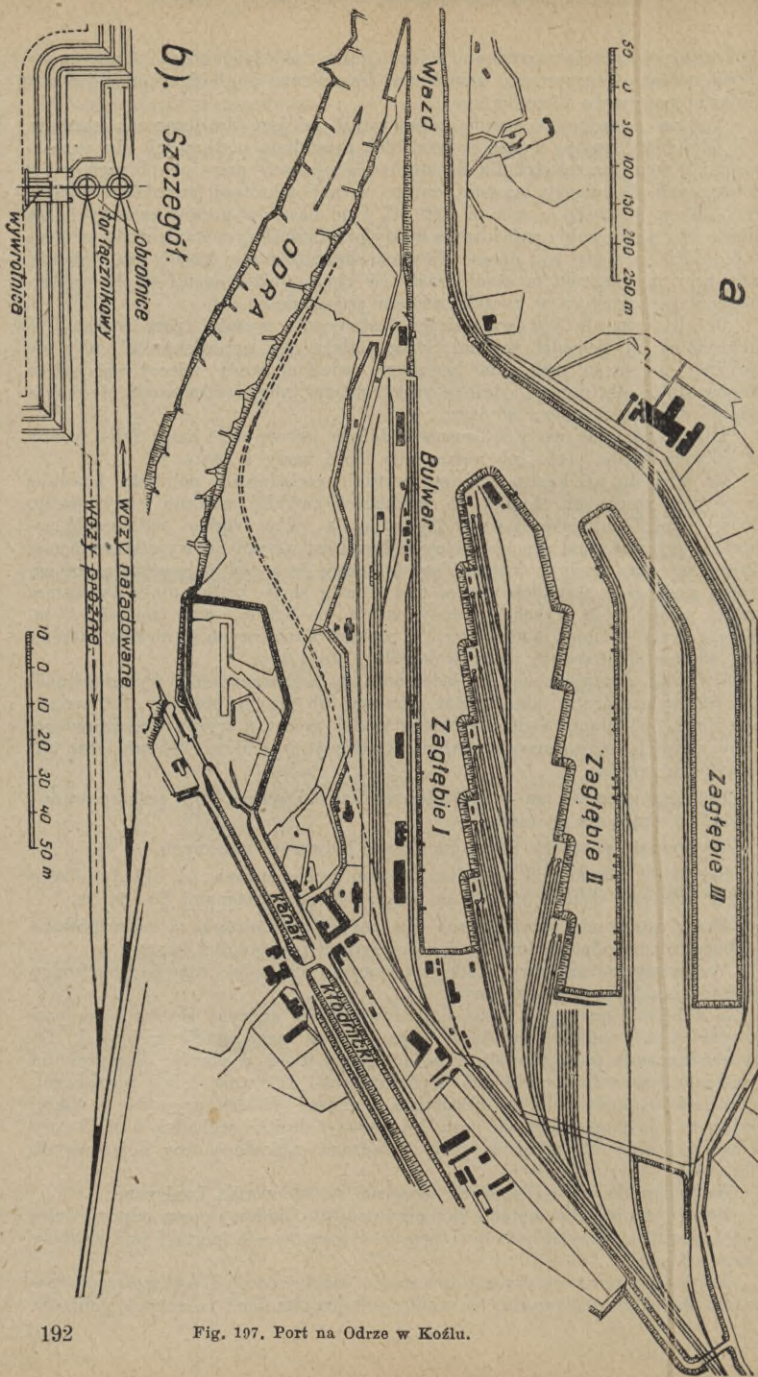 a
50 0 50 100 150 200 250 m
Wjazd
ODRA
Bulwar
Zagłębie I
Zagłębie II
Zagłębie III
Kanał
Kłodnicki
b). Szczegół.
obrotnice
tor łącznikowy
wywrotnica
wozy naładowane
wozy próżne
10 0 10 20 30 40 50 m
192
Fig. 197. Port na Odrze w Koźlu.